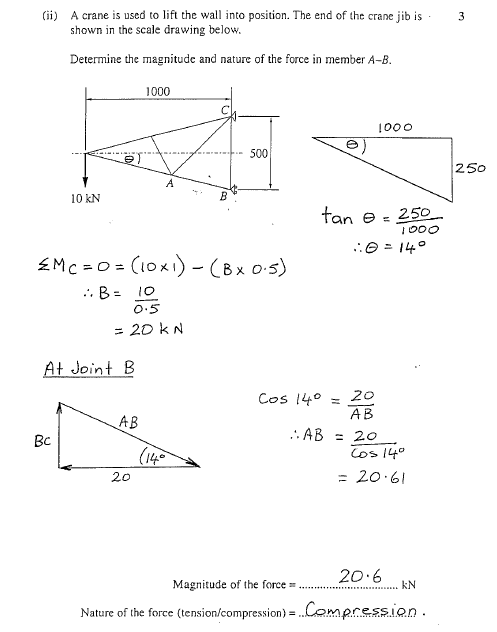 (ii) A crane is used to lift the wall into position. The end of the crane jib is 3
shown in the scale drawing below.
Determine the magnitude and nature of the force in member A–B.
1000
C
θ
500
A
B
10 kN
1000
θ
250
tan θ = 250/1000
∴ θ = 14°
ΣMc = 0 = (10 x 1) − (B x 0.5)
∴ B = 10/0.5
= 20 kN
At Joint B
AB
BC
14°
20
Cos 14° = 20/AB
∴ AB = 20/Cos 14°
= 20.61
Magnitude of the force = 20.6 kN
Nature of the force (tension/compression) = Compression.